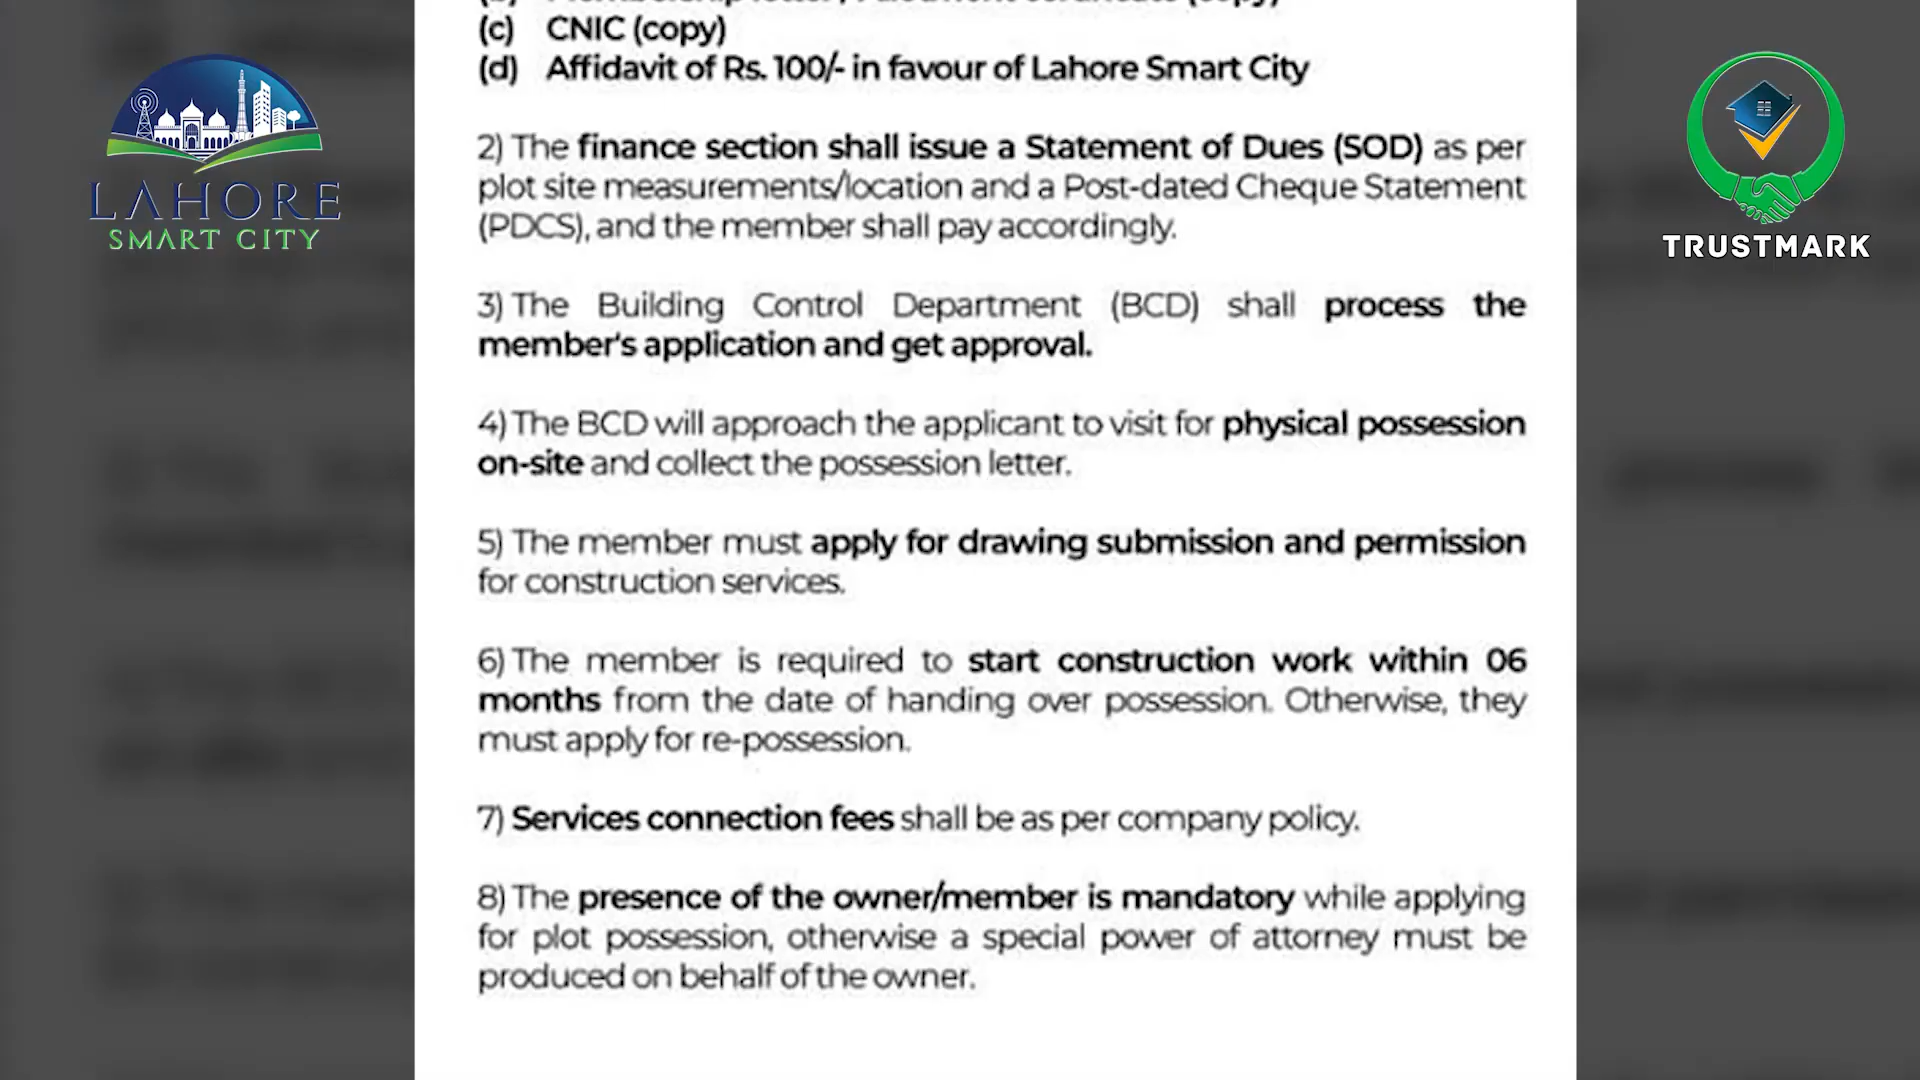 (c) CNIC (copy)
(d) Affidavit of Rs. 100/- in favour of Lahore Smart City
2) The finance section shall issue a Statement of Dues (SOD) as per
plot site measurements/location and a Post-dated Cheque Statement
(PDCS), and the member shall pay accordingly.
3) The Building Control Department (BCD) shall process the
member's application and get approval.
4) The BCD will approach the applicant to visit for physical possession
on-site and collect the possession letter.
5) The member must apply for drawing submission and permission
for construction services.
6) The member is required to start construction work within 06
months from the date of handing over possession. Otherwise, they
must apply for re-possession.
7) Services connection fees shall be as per company policy.
8) The presence of the owner/member is mandatory while applying
for plot possession, otherwise a special power of attorney must be
produced on behalf of the owner.
LAHORE
SMART CITY
TRUSTMARK